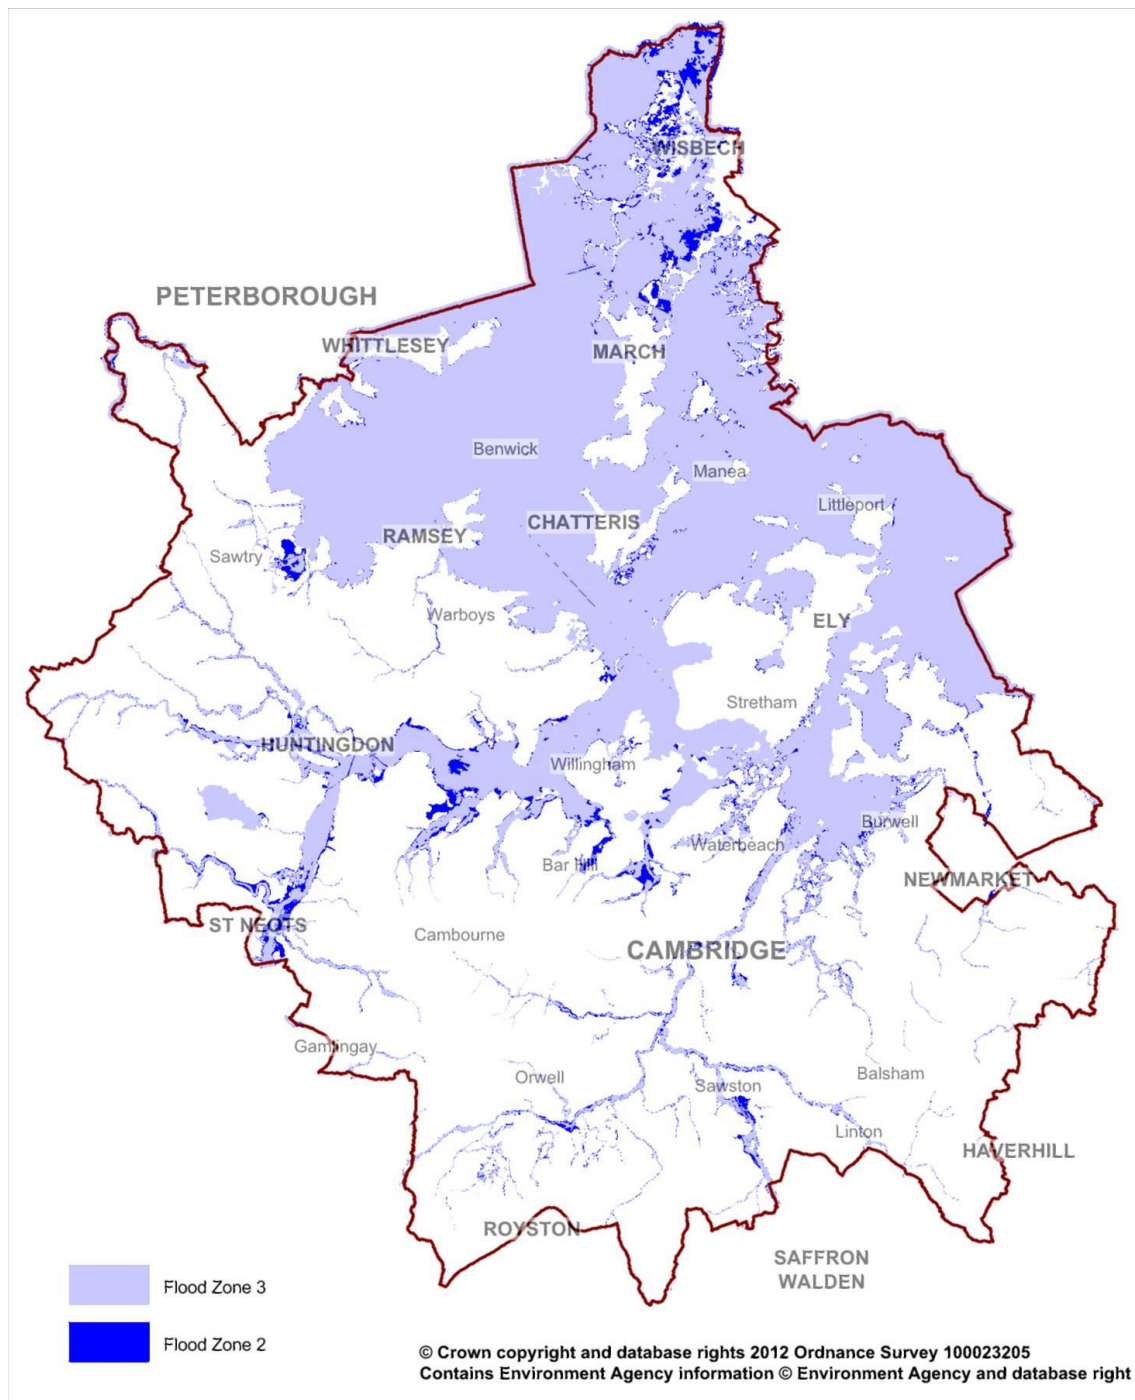 WISBECH
PETERBOROUGH
WHITTLESEY
MARCH
Benwick
Manea
Littleport
CHATTERIS
RAMSEY
Sawtry
Warboys
ELY
Stretham
HUNTINGDON
Willingham
Burwell
Waterbeach
Bar Hill
NEWMARKET
ST NEOTS
Cambourne
CAMBRIDGE
Gamlingay
Orwell
Sawston
Balsham
Linton
HAVERHILL
ROYSTON
SAFFRON
WALDEN
Flood Zone 3
Flood Zone 2
© Crown copyright and database rights 2012 Ordnance Survey 100023205
Contains Environment Agency information © Environment Agency and database right